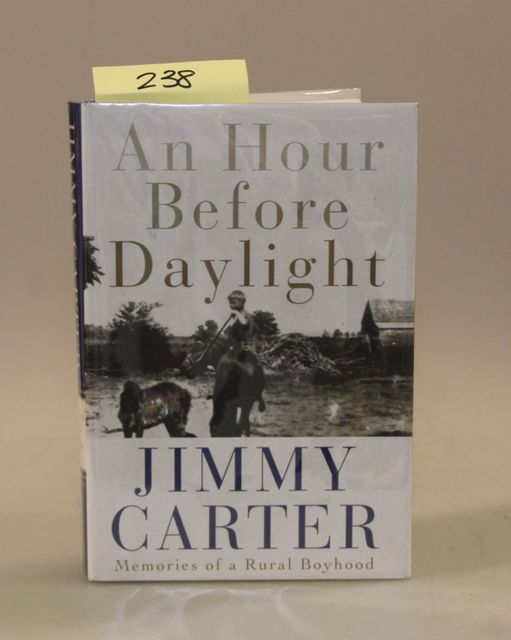 238
An Hour
Before
Daylight
JIMMY
CARTER
Memories of a Rural Boyhood